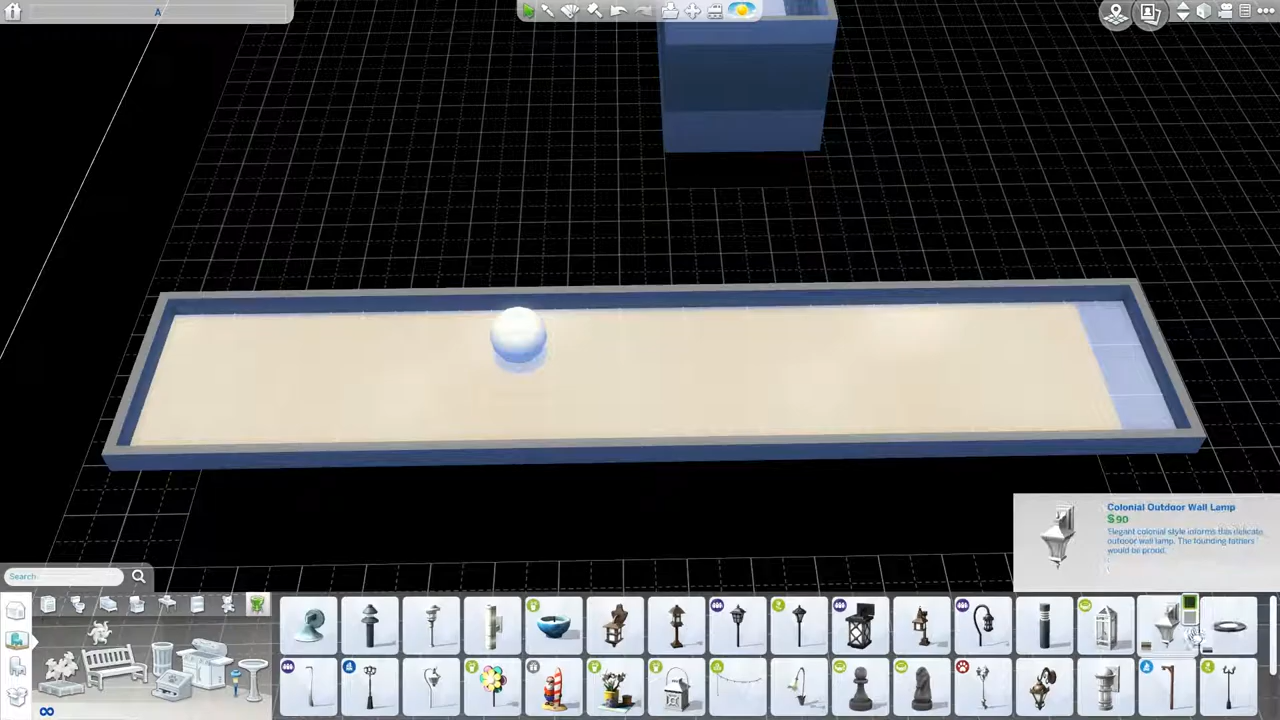 A
Colonial Outdoor Wall Lamp
§90
Elegant colonial style informs this delicate
outdoor wall lamp. The founding fathers
would be proud.
Search